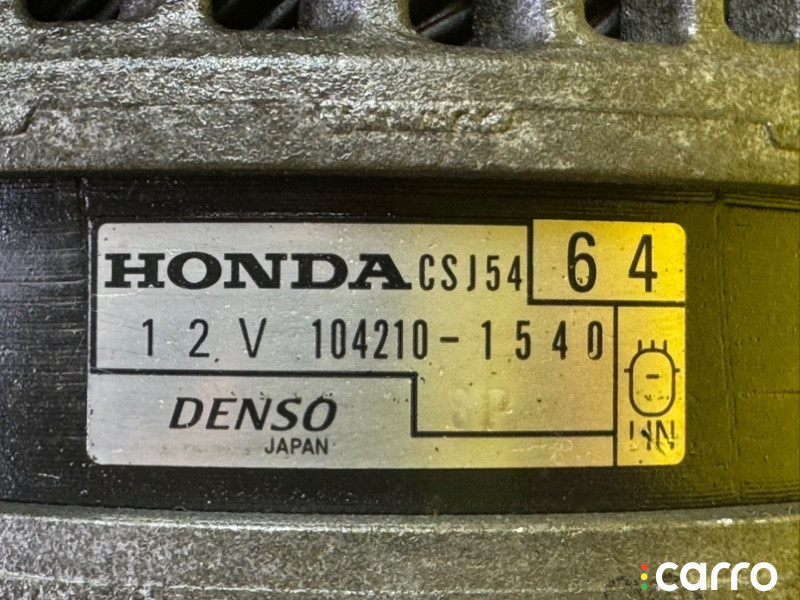 HONDA CSJ54 64
12V 104210-1540
DENSO
JAPAN
carro